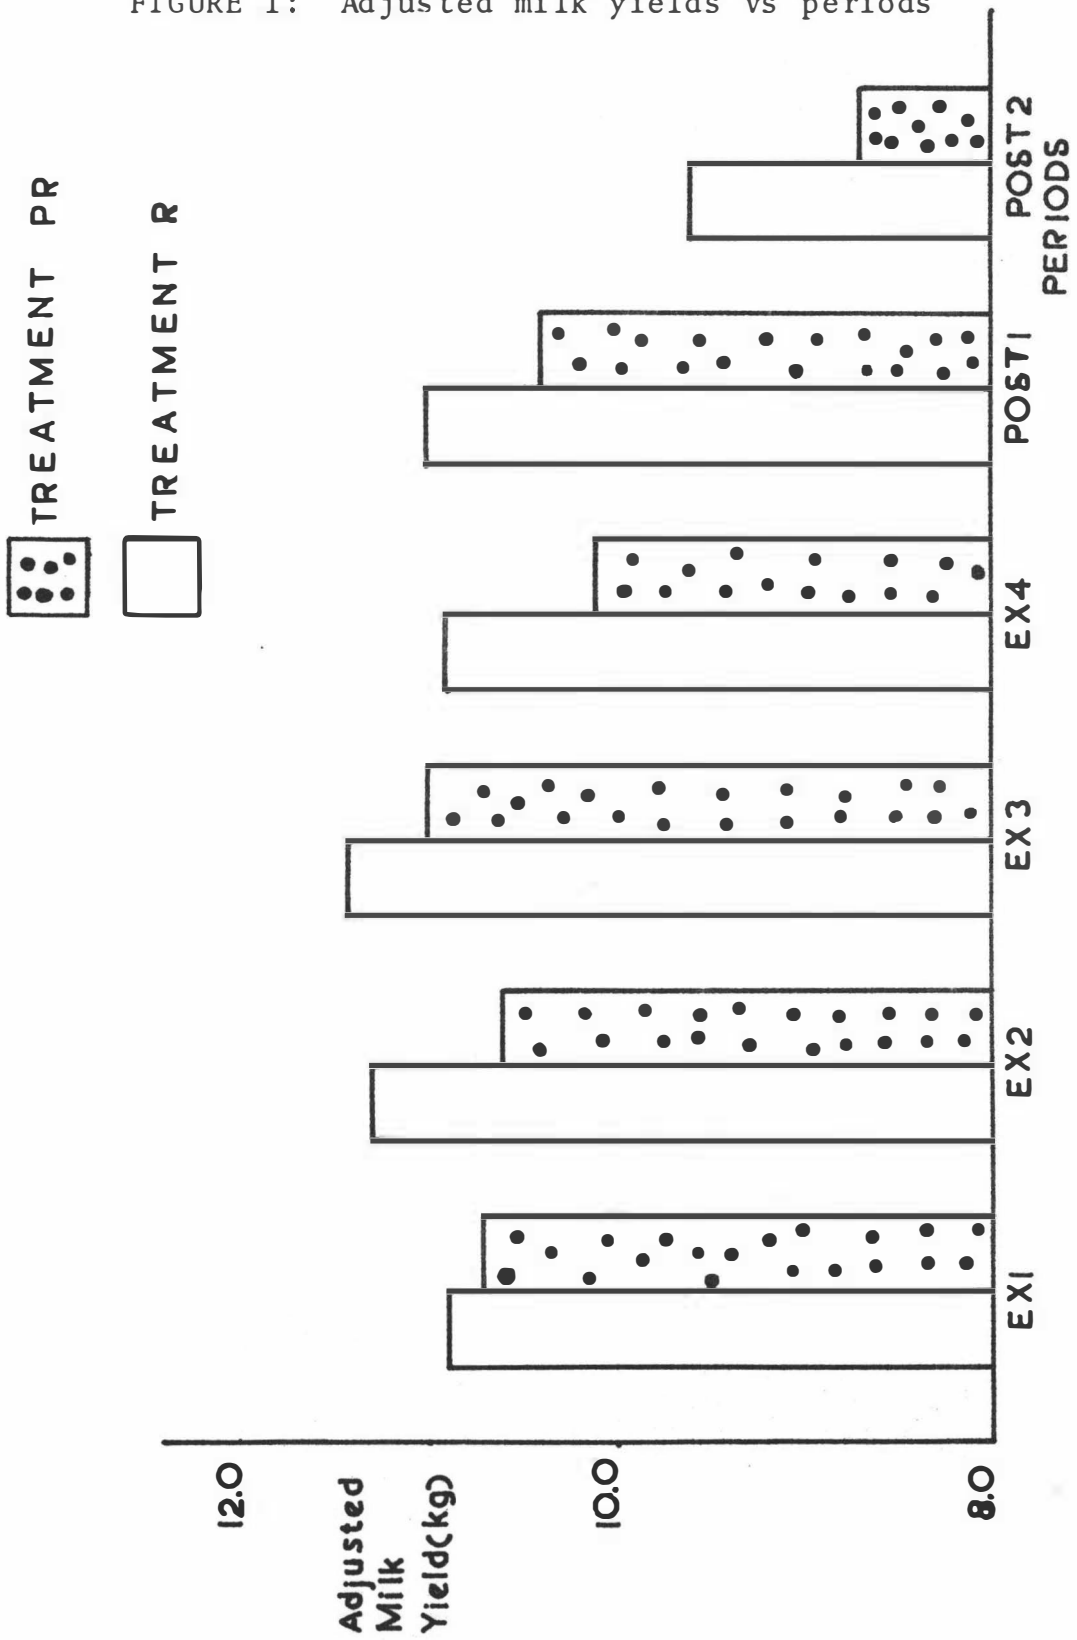 FIGURE 1: Adjusted milk yields vs periods
TREATMENT PR
TREATMENT R
12.0
Adjusted
Milk
Yield(kg)
10.0
8.0
EX1
EX2
EX3
EX4
POST1
POST2
PERIODS